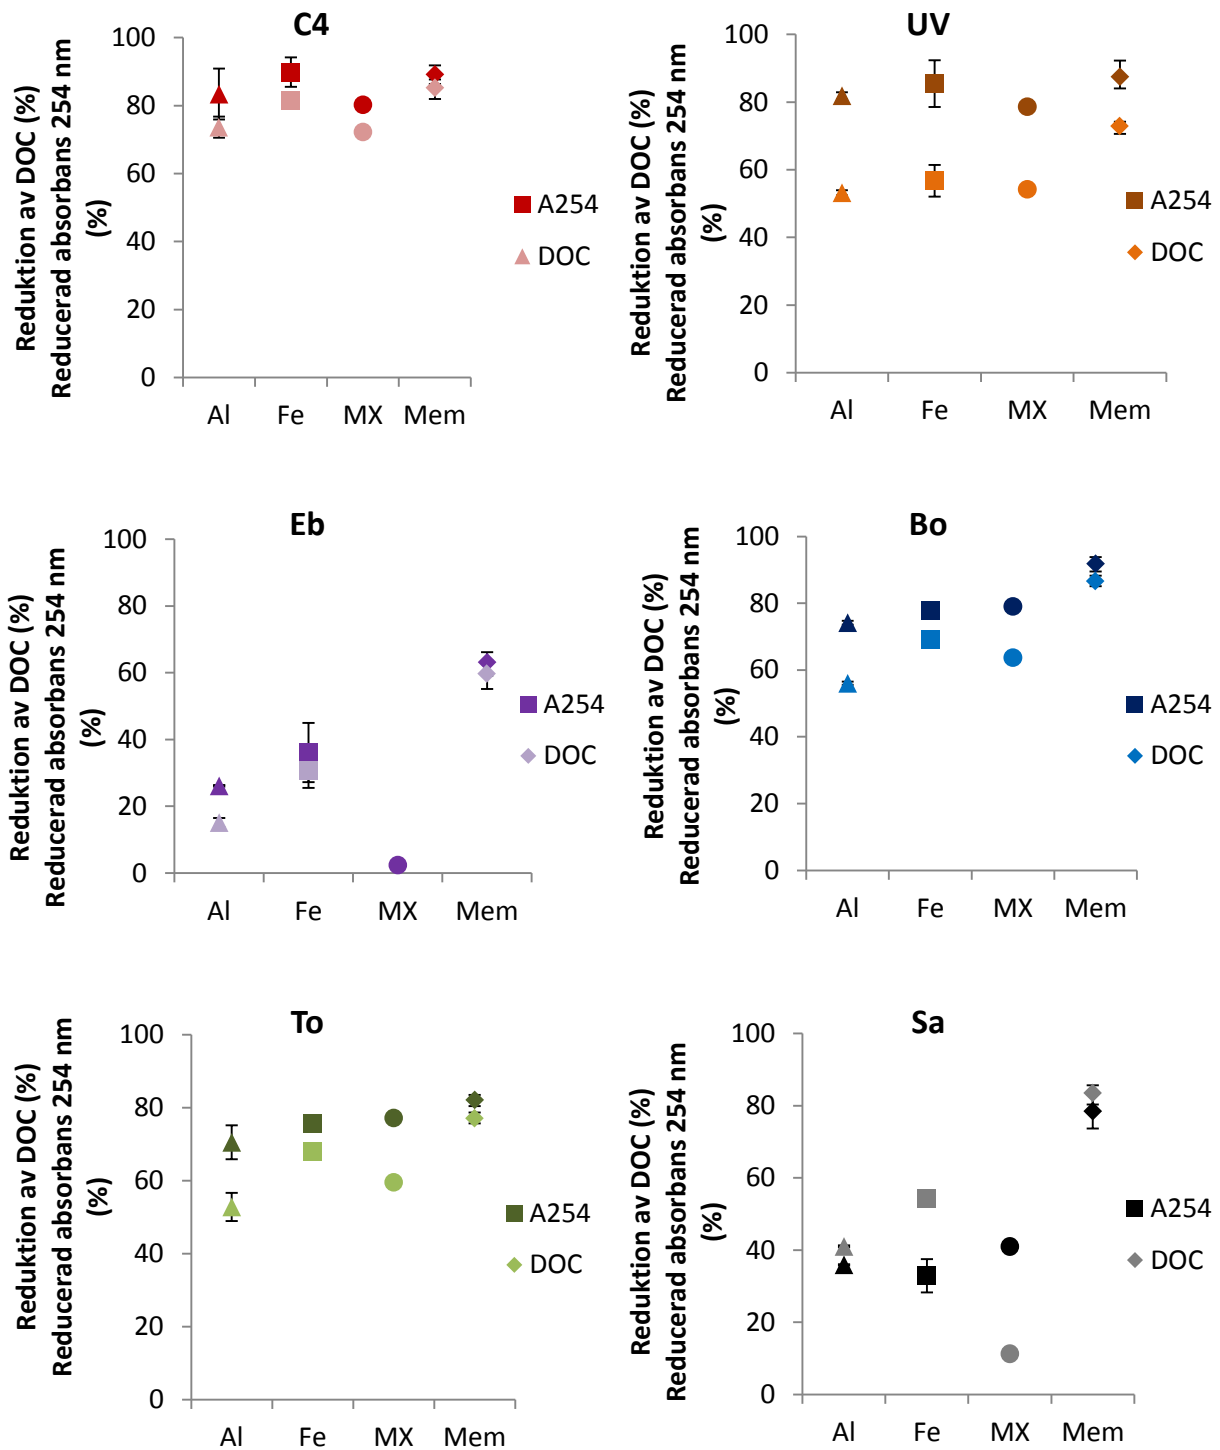 C4
Reduktion av DOC (%)
Reducerad absorbans 254 nm
(%)
100
80
60
40
20
0
Al Fe MX Mem
A254
DOC
UV
Reduktion av DOC (%)
Reducerad absorbans 254 nm
(%)
100
80
60
40
20
0
Al Fe MX Mem
A254
DOC
Eb
Reduktion av DOC (%)
Reducerad absorbans 254 nm
(%)
100
80
60
40
20
0
Al Fe MX Mem
A254
DOC
Bo
Reduktion av DOC (%)
Reducerad absorbans 254 nm
(%)
100
80
60
40
20
0
Al Fe MX Mem
A254
DOC
To
Reduktion av DOC (%)
Reducerad absorbans 254 nm
(%)
100
80
60
40
20
0
Al Fe MX Mem
A254
DOC
Sa
Reduktion av DOC (%)
Reducerad absorbans 254 nm
(%)
100
80
60
40
20
0
Al Fe MX Mem
A254
DOC